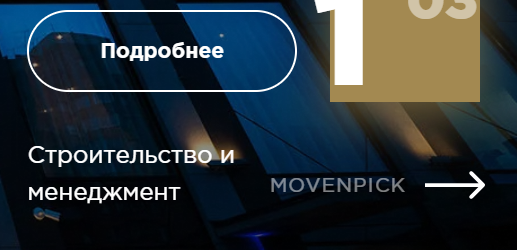 1
03
Подробнее
Строительство и
менеджмент
MOVENPICK